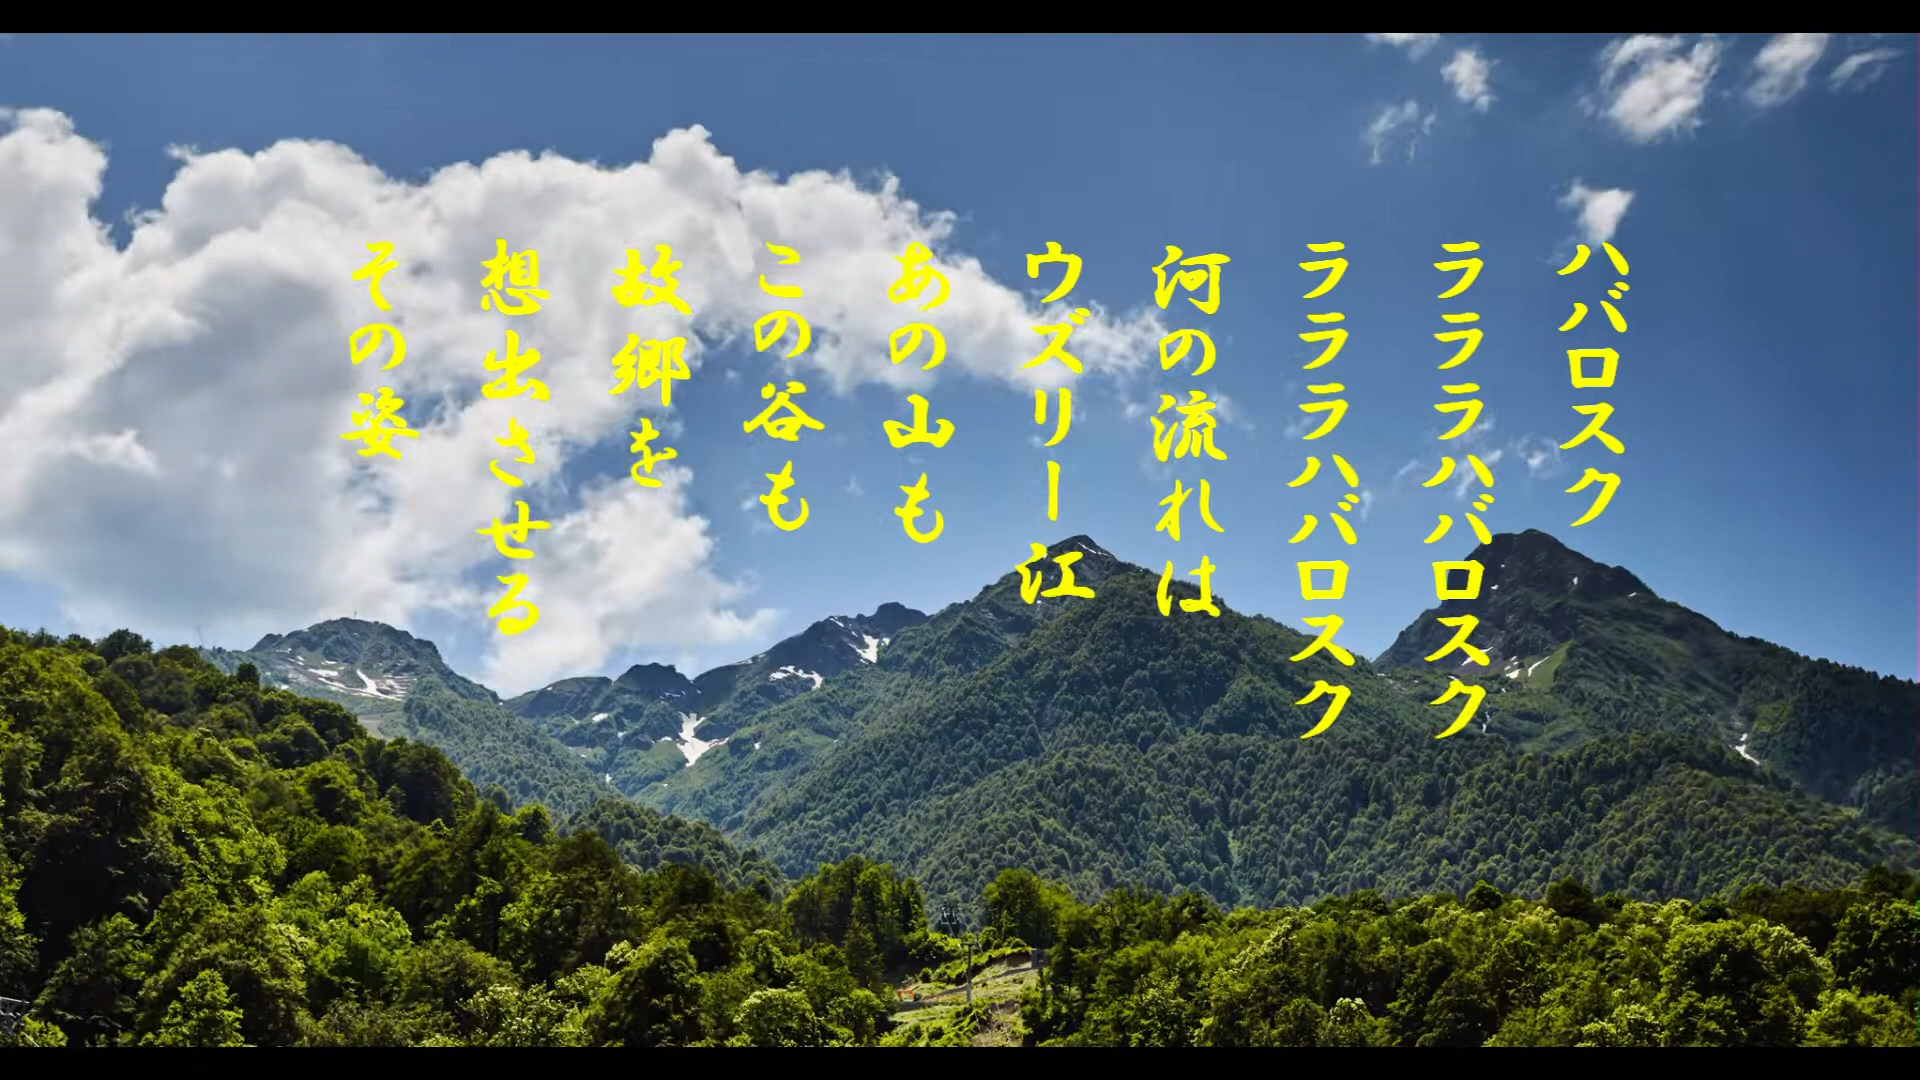 ハバロスク
ラララハバロスク
ラララハバロスク
河の流れは
ウズリー江
あの山も
この谷も
故郷を
想出させる
その姿